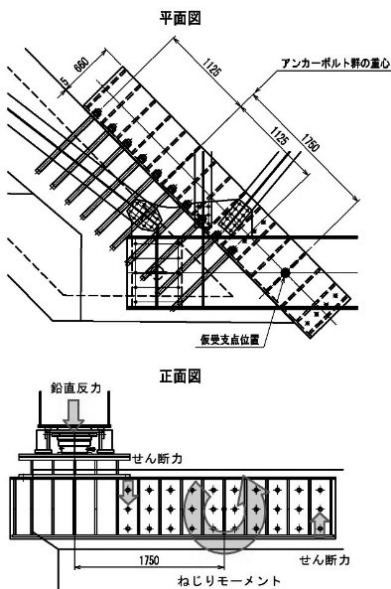 平面図
660
5
1125
アンカーボルト群の重心
1125
1750
仮受支点位置
正面図
鉛直反力
せん断力
1750
せん断力
ねじりモーメント